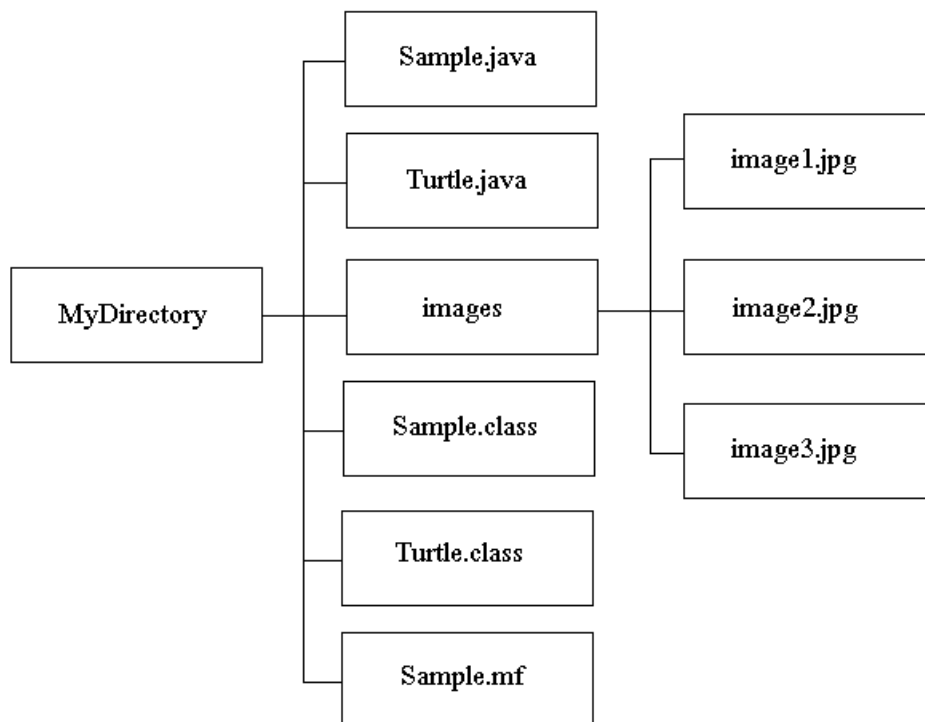 Sample.java
Turtle.java
image1.jpg
MyDirectory
images
image2.jpg
Sample.class
image3.jpg
Turtle.class
Sample.mf